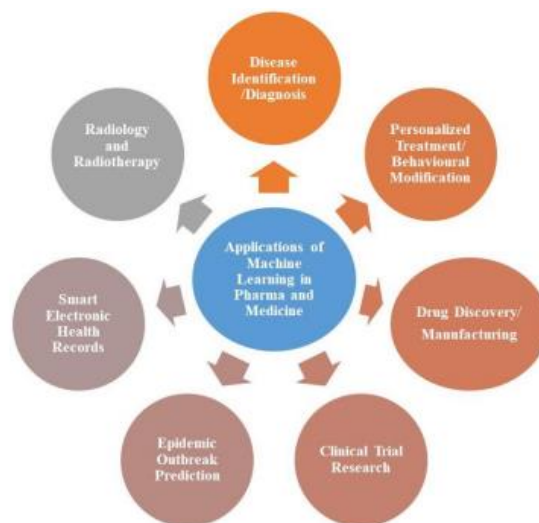 Disease
Identification
/Diagnosis
Personalized
Treatment/
Behavioural
Modification
Drug Discovery/
Manufacturing
Clinical Trial
Research
Epidemic
Outbreak
Prediction
Smart
Electronic
Health
Records
Radiology
and
Radiotherapy
Applications of
Machine
Learning in
Pharma and
Medicine